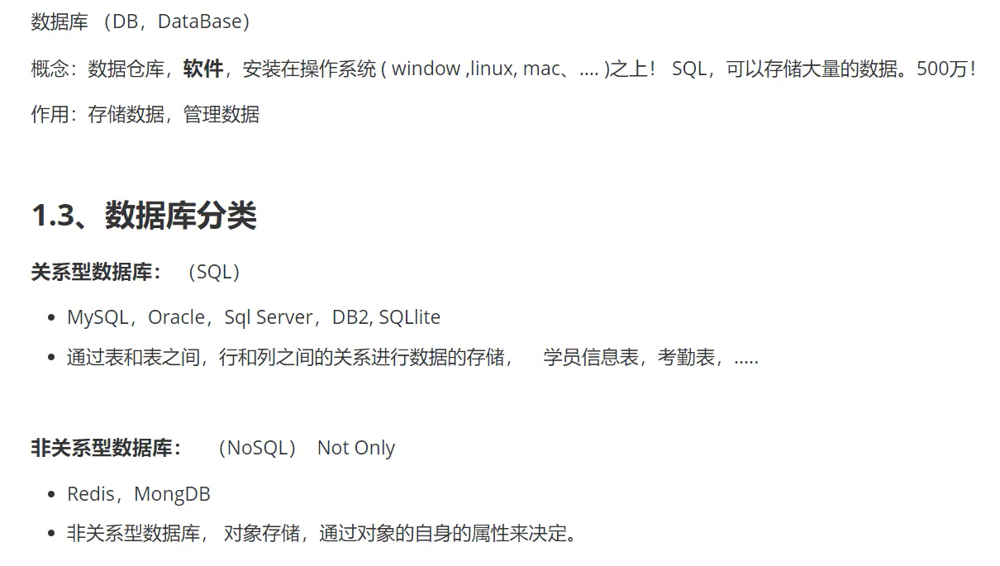 数据库 （DB，DataBase）
概念：数据仓库，软件，安装在操作系统 ( window ,linux, mac、.... )之上！ SQL，可以存储大量的数据。500万！
作用：存储数据，管理数据
1.3、数据库分类
关系型数据库： （SQL）
MySQL，Oracle，Sql Server，DB2, SQLlite
通过表和表之间，行和列之间的关系进行数据的存储， 学员信息表，考勤表，.....
非关系型数据库： （NoSQL） Not Only
Redis，MongDB
非关系型数据库， 对象存储，通过对象的自身的属性来决定。